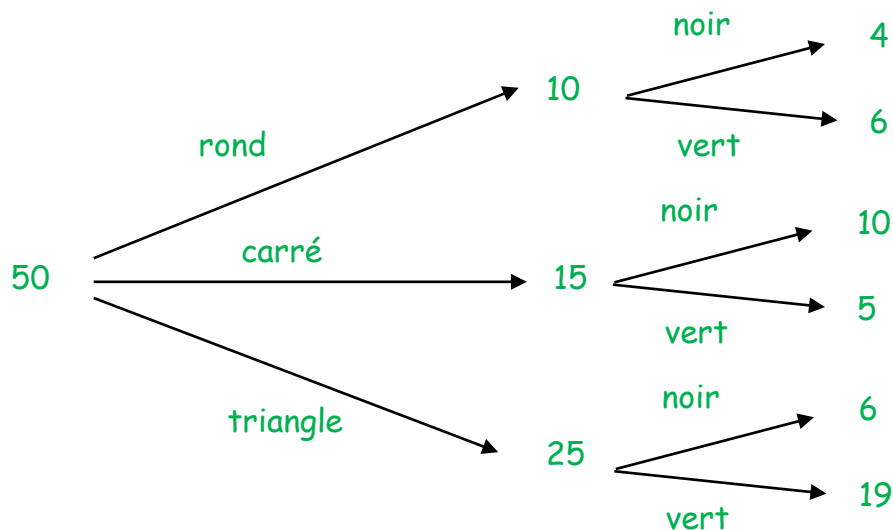 noir 4
10
rond vert 6
noir 10
carré
50 15
vert 5
noir 6
triangle
25
vert 19